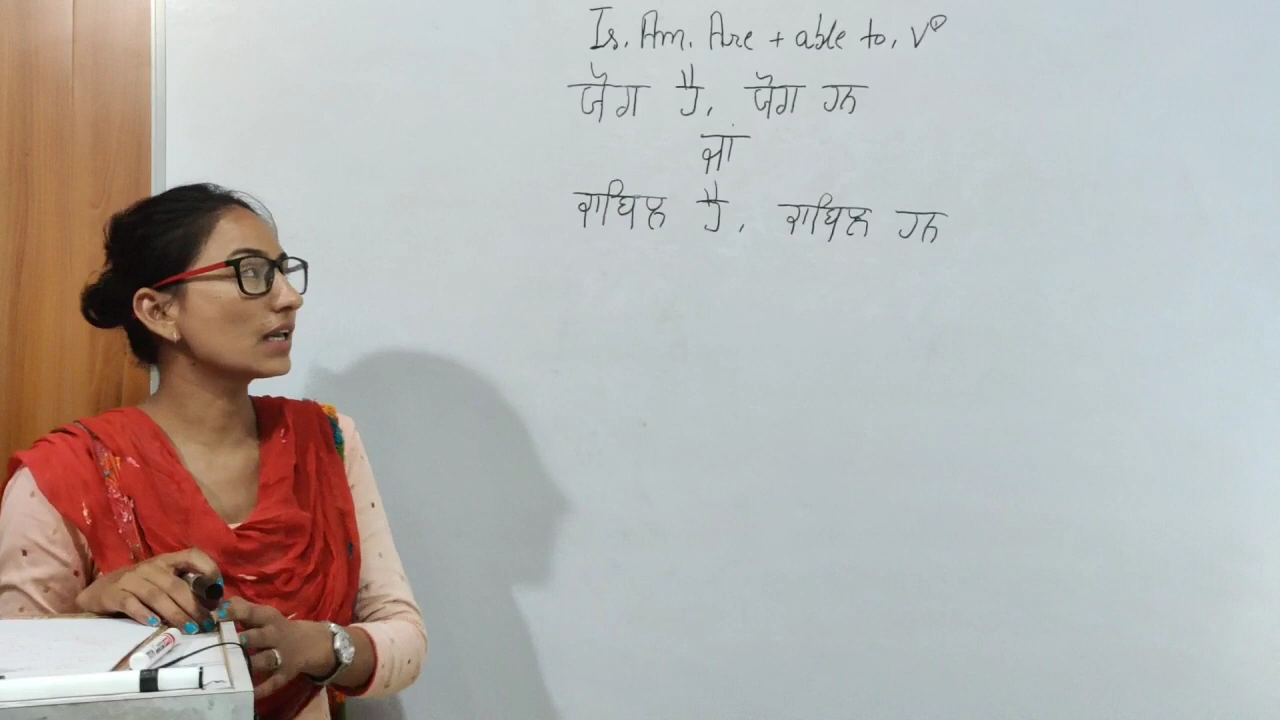 Is. Am. Are + able to, V①
ਯੋਗ ਹੈ, ਯੋਗ ਹਨ
ਜਾਂ
ਕਾਬਿਲ ਹੈ, ਕਾਬਿਲ ਹਨ